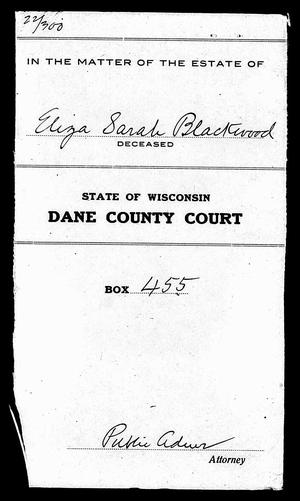 22/300
IN THE MATTER OF THE ESTATE OF
Eliza Sarah Blackwood
DECEASED
STATE OF WISCONSIN
DANE COUNTY COURT
BOX 455
Public Admr
Attorney